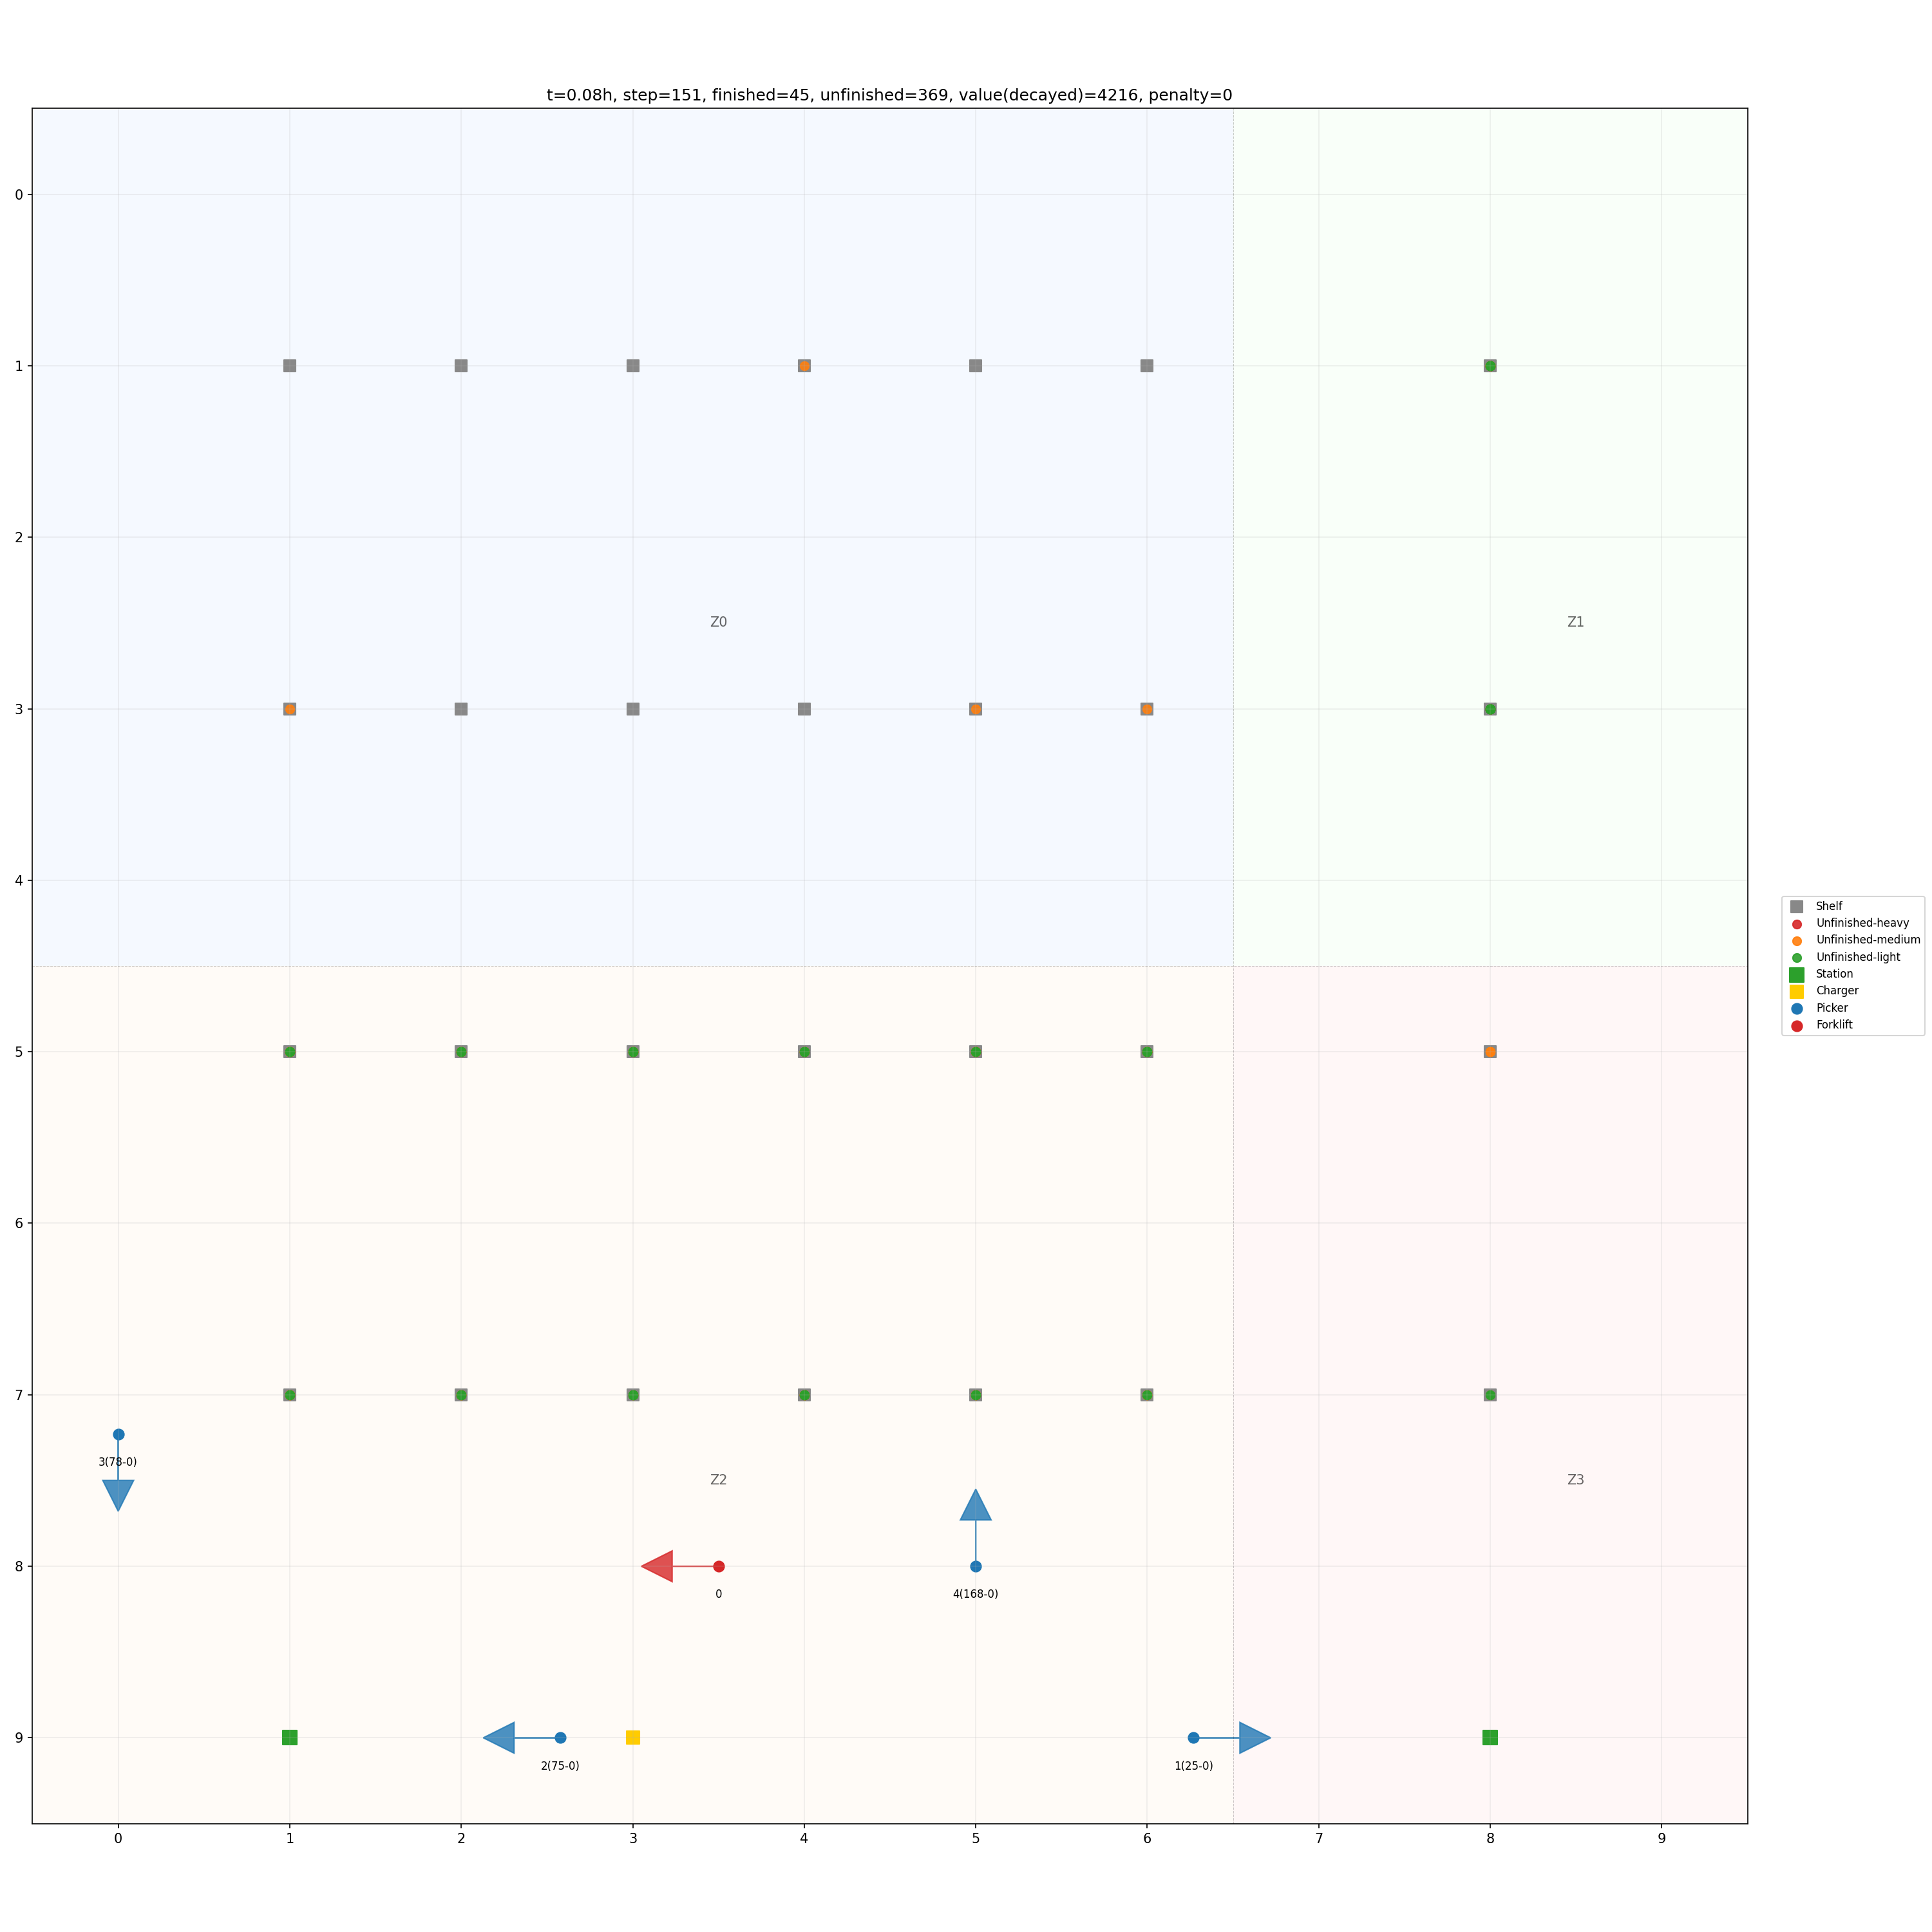 t=0.08h, step=151, finished=45, unfinished=369, value(decayed)=4216, penalty=0
0
1
2
Z0
Z1
3
4
Shelf
Unfinished-heavy
Unfinished-medium
Unfinished-light
Station
Charger
Picker
Forklift
5
6
7
3(78-0)
Z2
Z3
8
0
4(168-0)
9
2(75-0)
1(25-0)
0 1 2 3 4 5 6 7 8 9